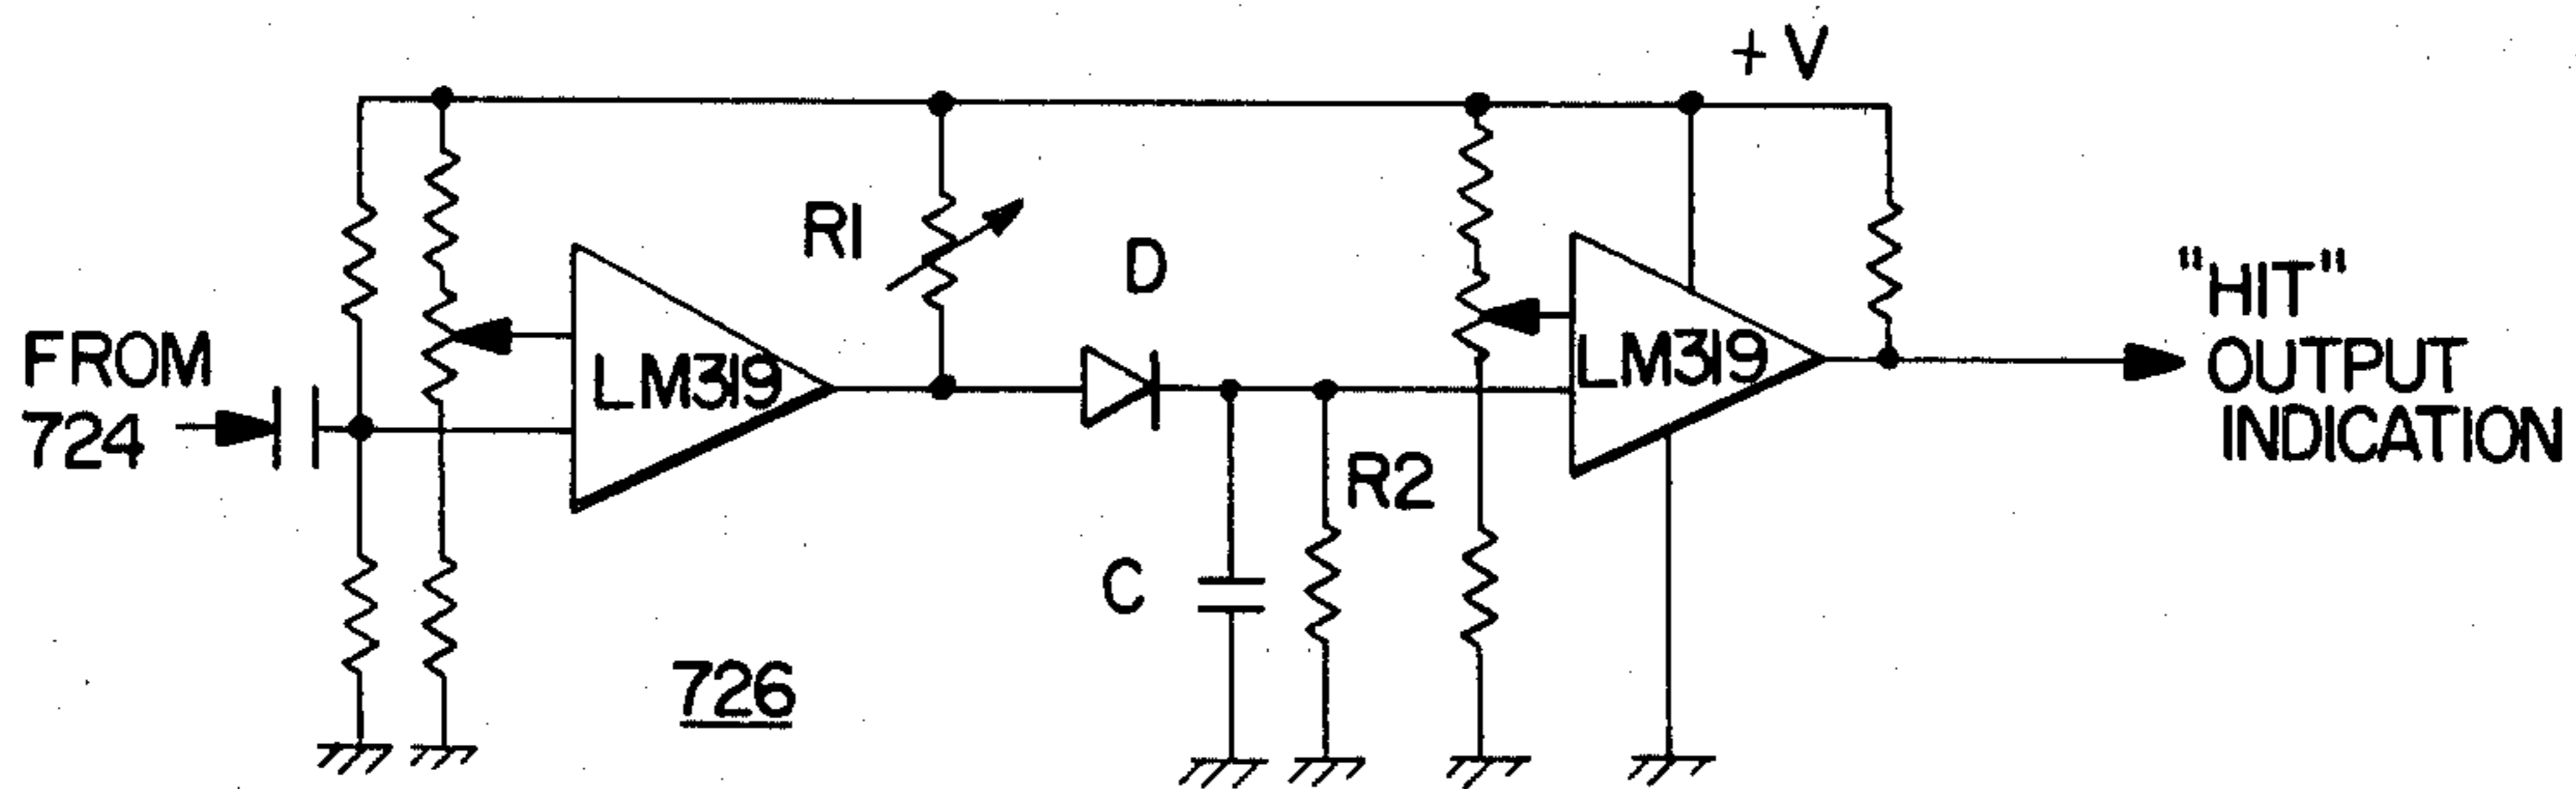 +V
R1
D
"HIT"
OUTPUT
INDICATION
FROM
724
LM319
LM319
R2
C
726